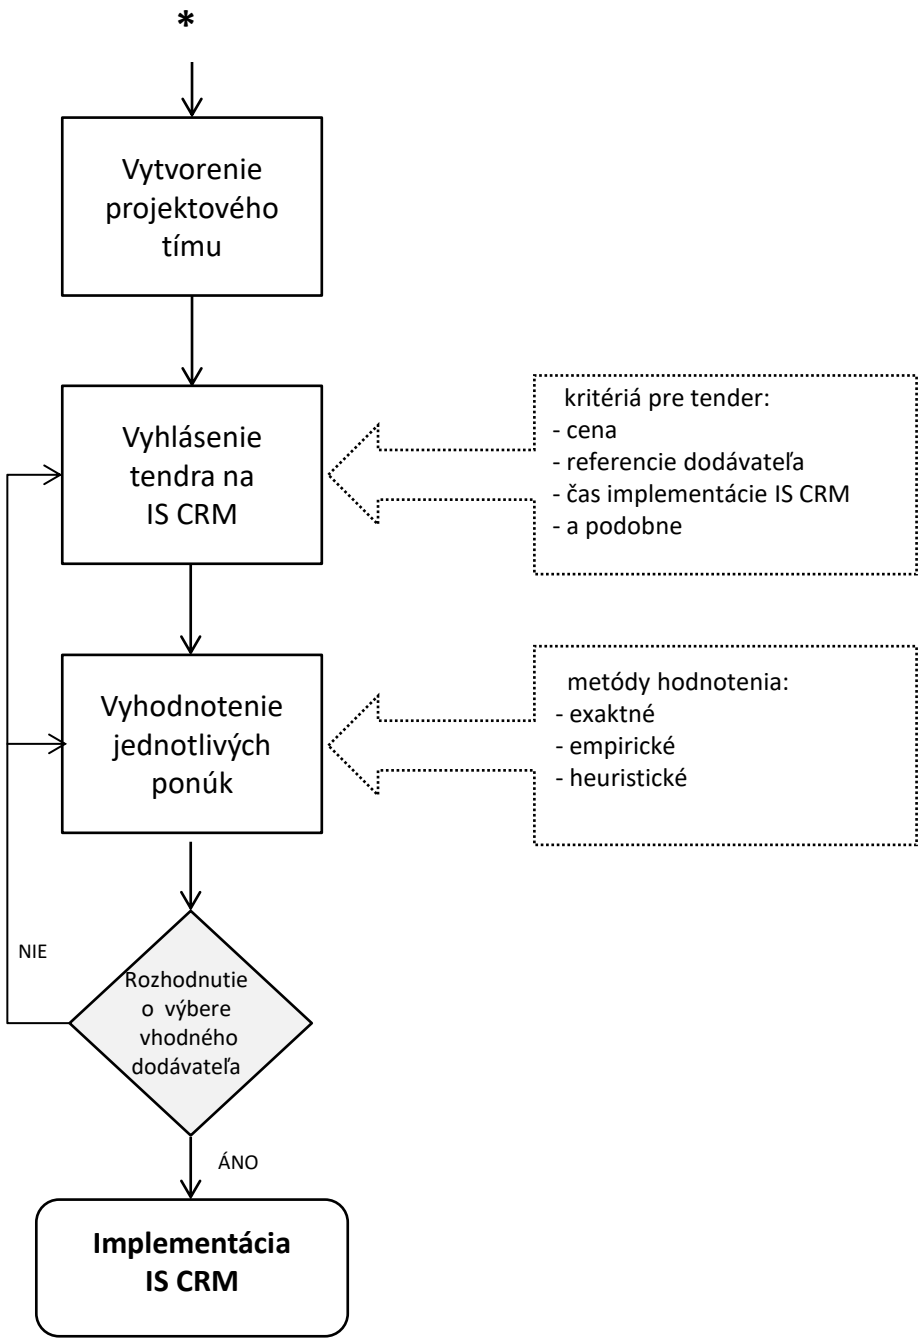 *
Vytvorenie
projektového
tímu
Vyhlásenie
tendra na
IS CRM
kritériá pre tender:
- cena
- referencie dodávateľa
- čas implementácie IS CRM
- a podobne
Vyhodnotenie
jednotlivých
ponúk
metódy hodnotenia:
- exaktné
- empirické
- heuristické
NIE
Rozhodnutie
o výbere
vhodného
dodávateľa
ÁNO
Implementácia
IS CRM